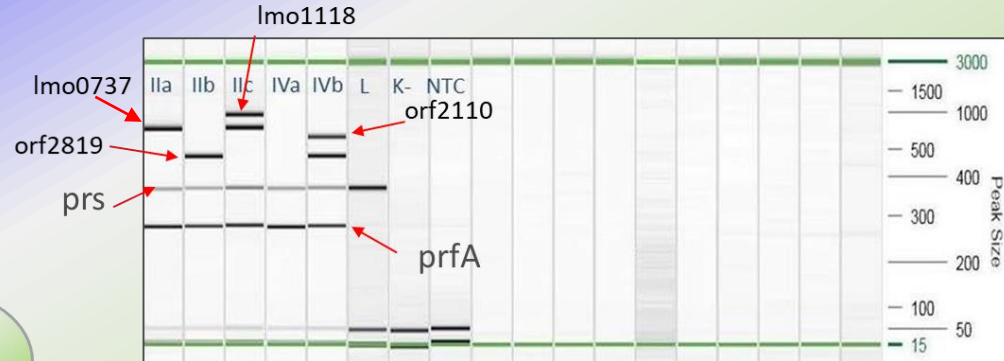 lmo1118
lmo0737
IIa IIb IIc IVa IVb L K- NTC
orf2110
orf2819
prs
prfA
3000
1500
1000
500
400
300
200
100
50
15
Peak Size